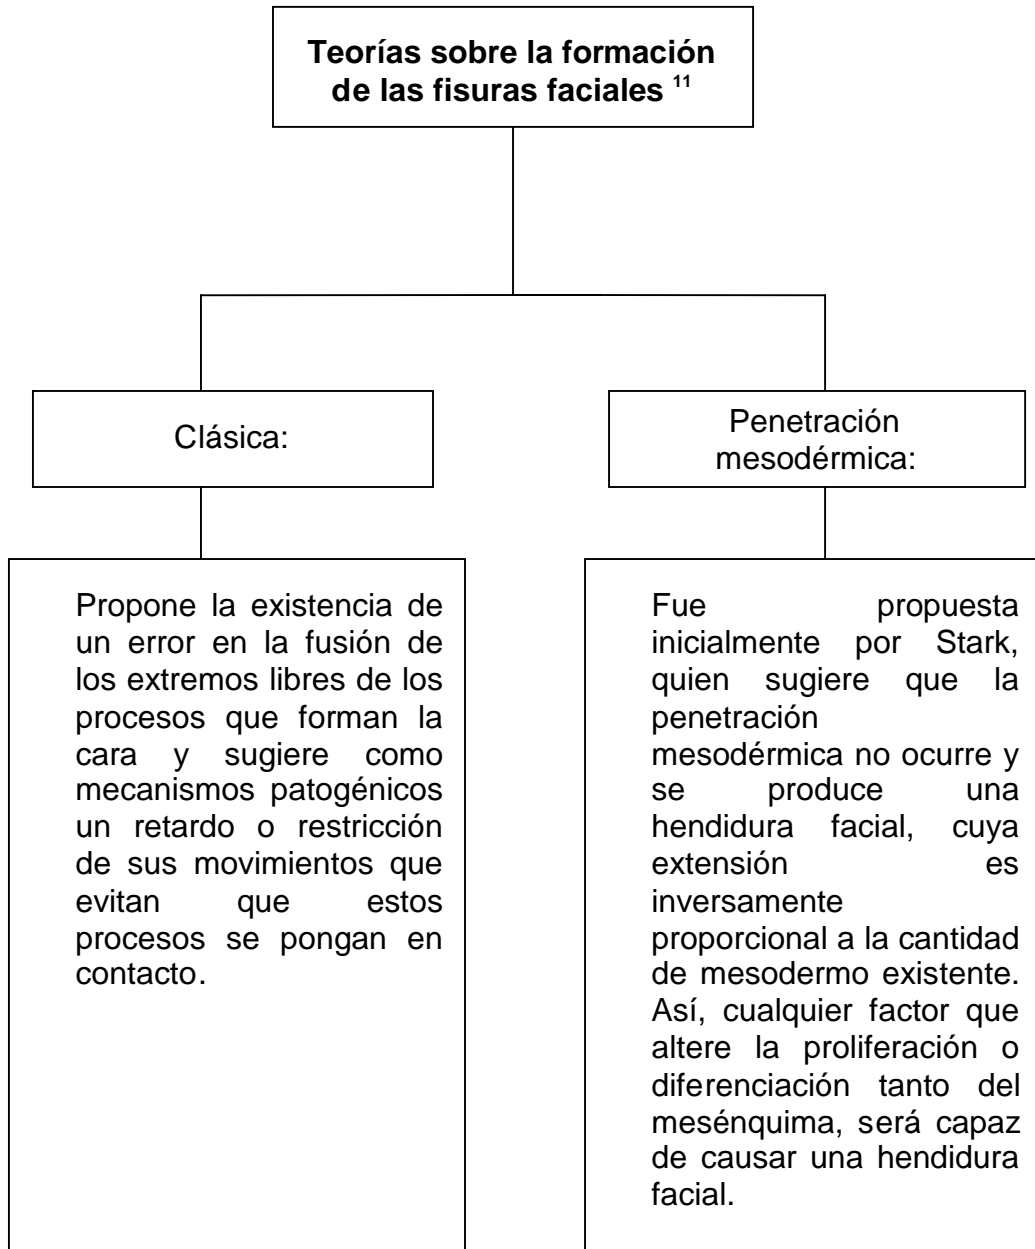 Teorías sobre la formación
de las fisuras faciales 11
Clásica:
Penetración
mesodérmica:
Propone la existencia de
un error en la fusión de
los extremos libres de los
procesos que forman la
cara y sugiere como
mecanismos patogénicos
un retardo o restricción
de sus movimientos que
evitan que estos
procesos se pongan en
contacto.
Fue propuesta
inicialmente por Stark,
quien sugiere que la
penetración
mesodérmica no ocurre y
se produce una
hendidura facial, cuya
extensión es
inversamente
proporcional a la cantidad
de mesodermo existente.
Así, cualquier factor que
altere la proliferación o
diferenciación tanto del
mesénquima, será capaz
de causar una hendidura
facial.